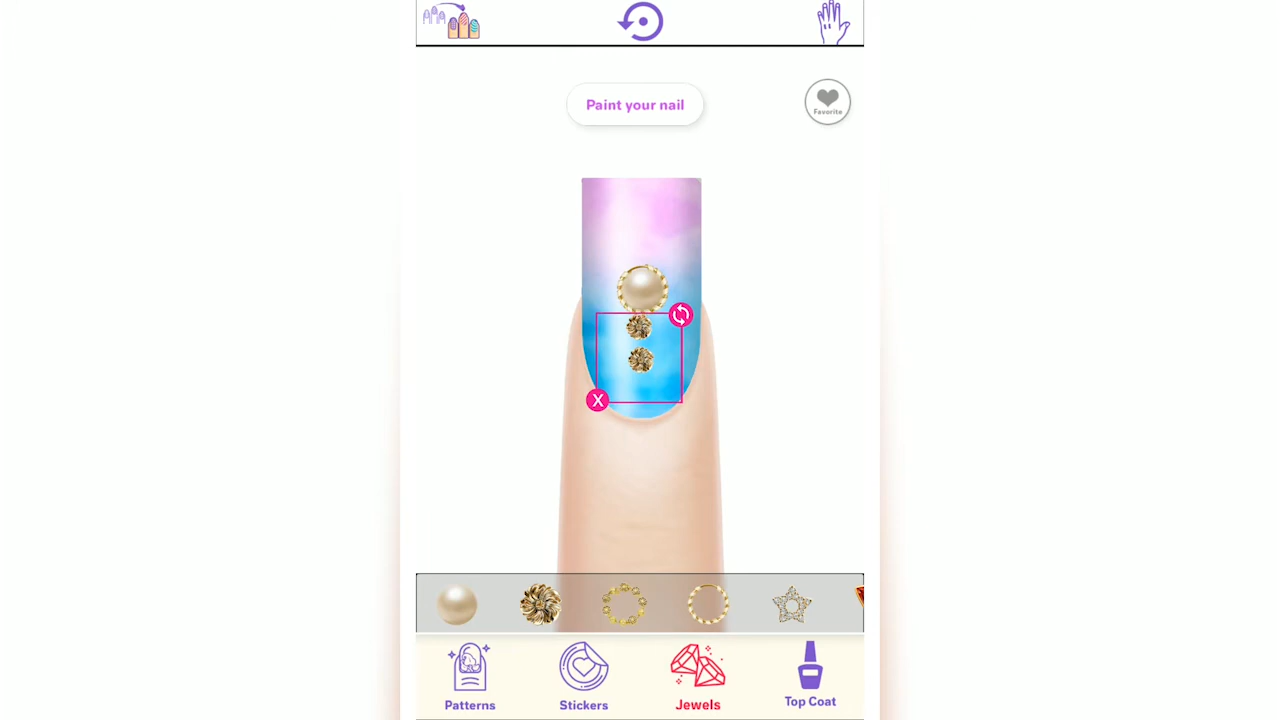 Paint your nail
Favorite
X
Patterns
Stickers
Jewels
Top Coat